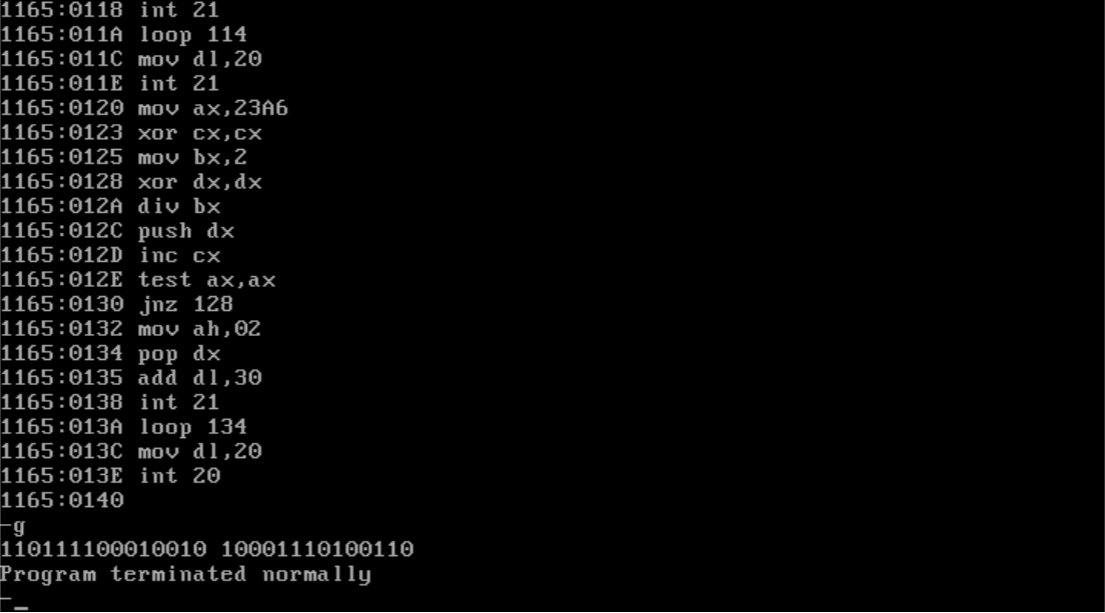 1165:0118 int 21
1165:011A loop 114
1165:011C mov dl,20
1165:011E int 21
1165:0120 mov ax,23A6
1165:0123 xor cx,cx
1165:0125 mov bx,2
1165:0128 xor dx,dx
1165:012A div bx
1165:012C push dx
1165:012D inc cx
1165:012E test ax,ax
1165:0130 jnz 128
1165:0132 mov ah,02
1165:0134 pop dx
1165:0135 add dl,30
1165:0138 int 21
1165:013A loop 134
1165:013C mov dl,20
1165:013E int 20
1165:0140
-g
110111100010010 10001110100110
Program terminated normally
-_